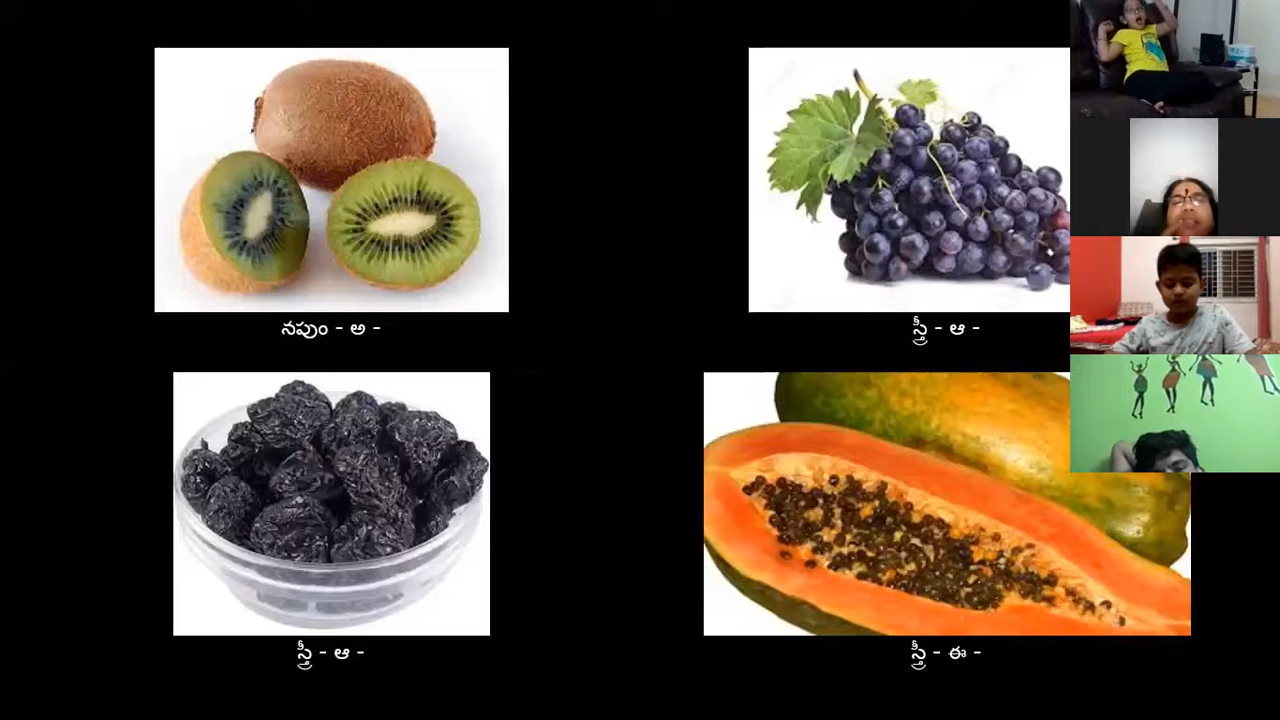 నపుం - అ -
స్త్రీ - ఆ -
స్త్రీ - ఆ -
స్త్రీ - ఈ -